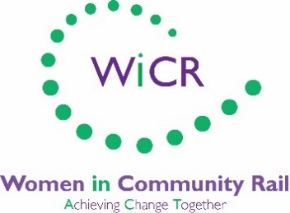 WiCR
Women in Community Rail
Achieving Change Together